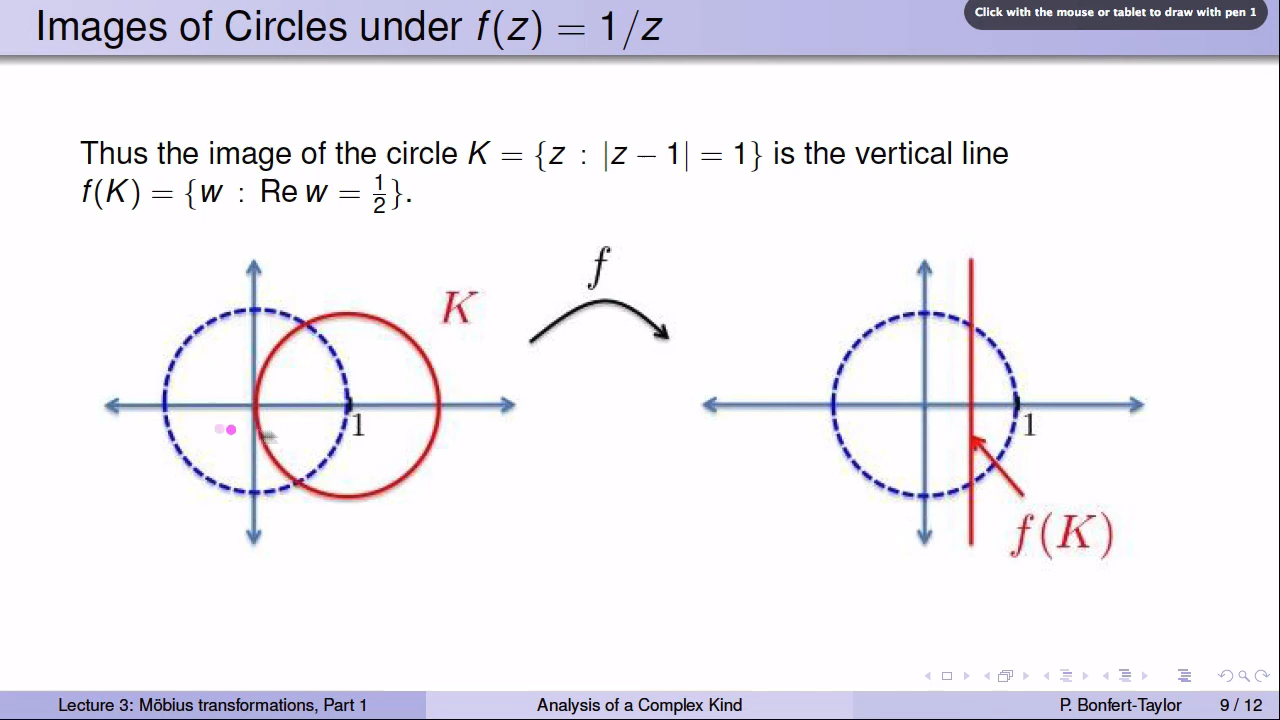 Images of Circles under f(z) = 1/z
Click with the mouse or tablet to draw with pen 1
Thus the image of the circle K = {z : |z − 1| = 1} is the vertical line
f(K) = {w : Re w = 1/2}.
f
K
1
1
f(K)
Lecture 3: Möbius transformations, Part 1
Analysis of a Complex Kind
P. Bonfert-Taylor
9 / 12